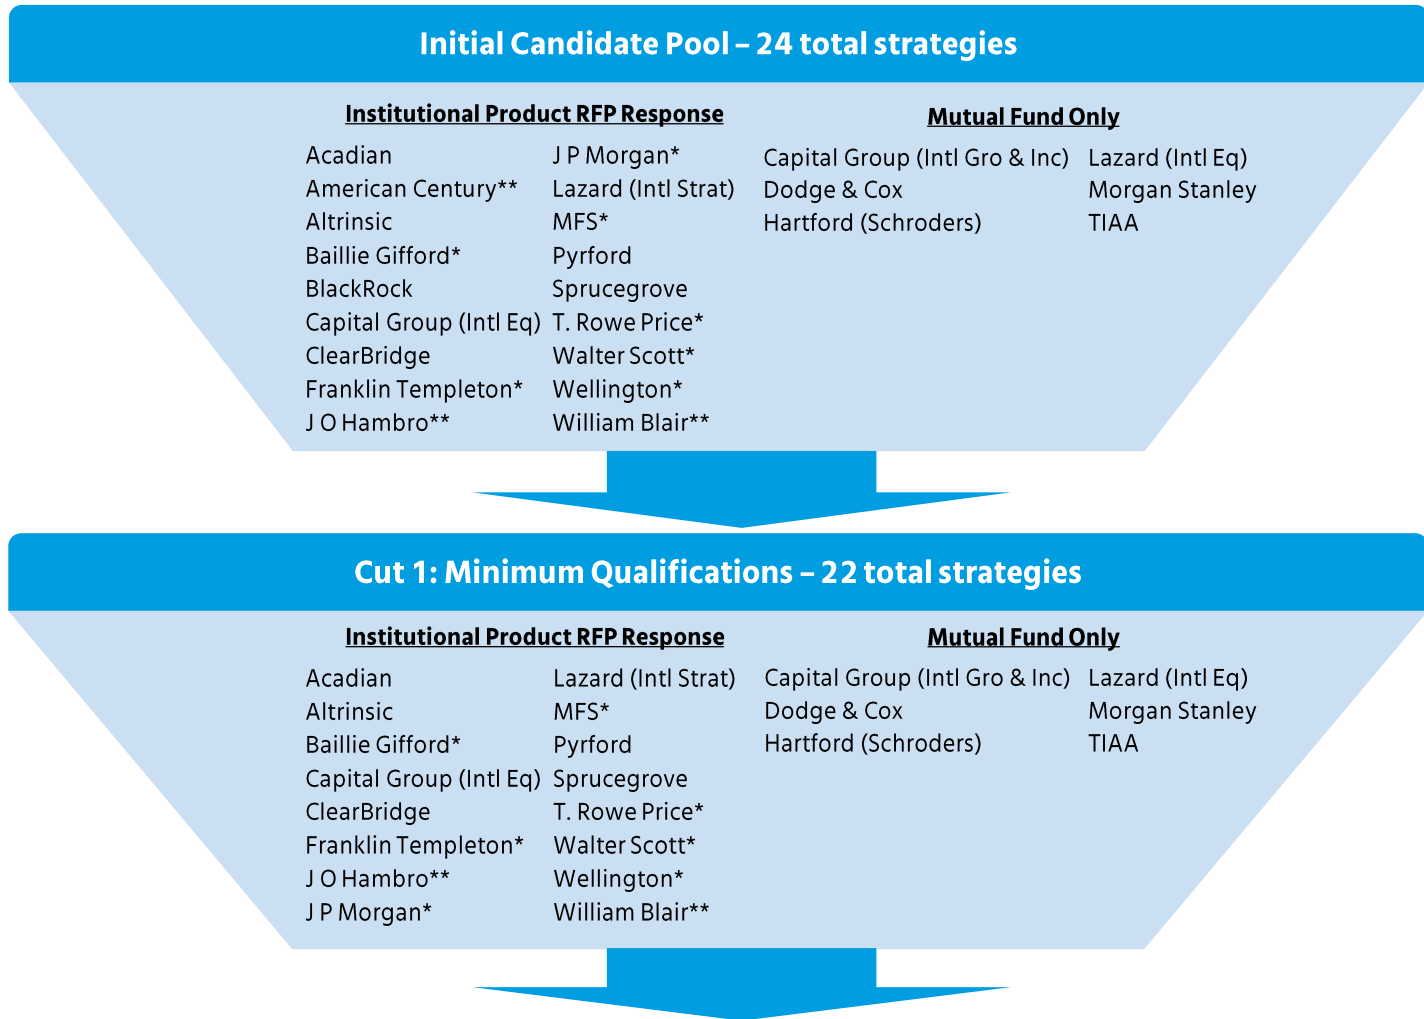 Initial Candidate Pool – 24 total strategies
Institutional Product RFP Response
Acadian
American Century**
Altrinsic
Baillie Gifford*
BlackRock
Capital Group (Intl Eq)
ClearBridge
Franklin Templeton*
J O Hambro**
J P Morgan*
Lazard (Intl Strat)
MFS*
Pyrford
Sprucegrove
T. Rowe Price*
Walter Scott*
Wellington*
William Blair**
Mutual Fund Only
Capital Group (Intl Gro & Inc)
Dodge & Cox
Hartford (Schroders)
Lazard (Intl Eq)
Morgan Stanley
TIAA
Cut 1: Minimum Qualifications – 22 total strategies
Institutional Product RFP Response
Acadian
Altrinsic
Baillie Gifford*
Capital Group (Intl Eq)
ClearBridge
Franklin Templeton*
J O Hambro**
J P Morgan*
Lazard (Intl Strat)
MFS*
Pyrford
Sprucegrove
T. Rowe Price*
Walter Scott*
Wellington*
William Blair**
Mutual Fund Only
Capital Group (Intl Gro & Inc)
Dodge & Cox
Hartford (Schroders)
Lazard (Intl Eq)
Morgan Stanley
TIAA